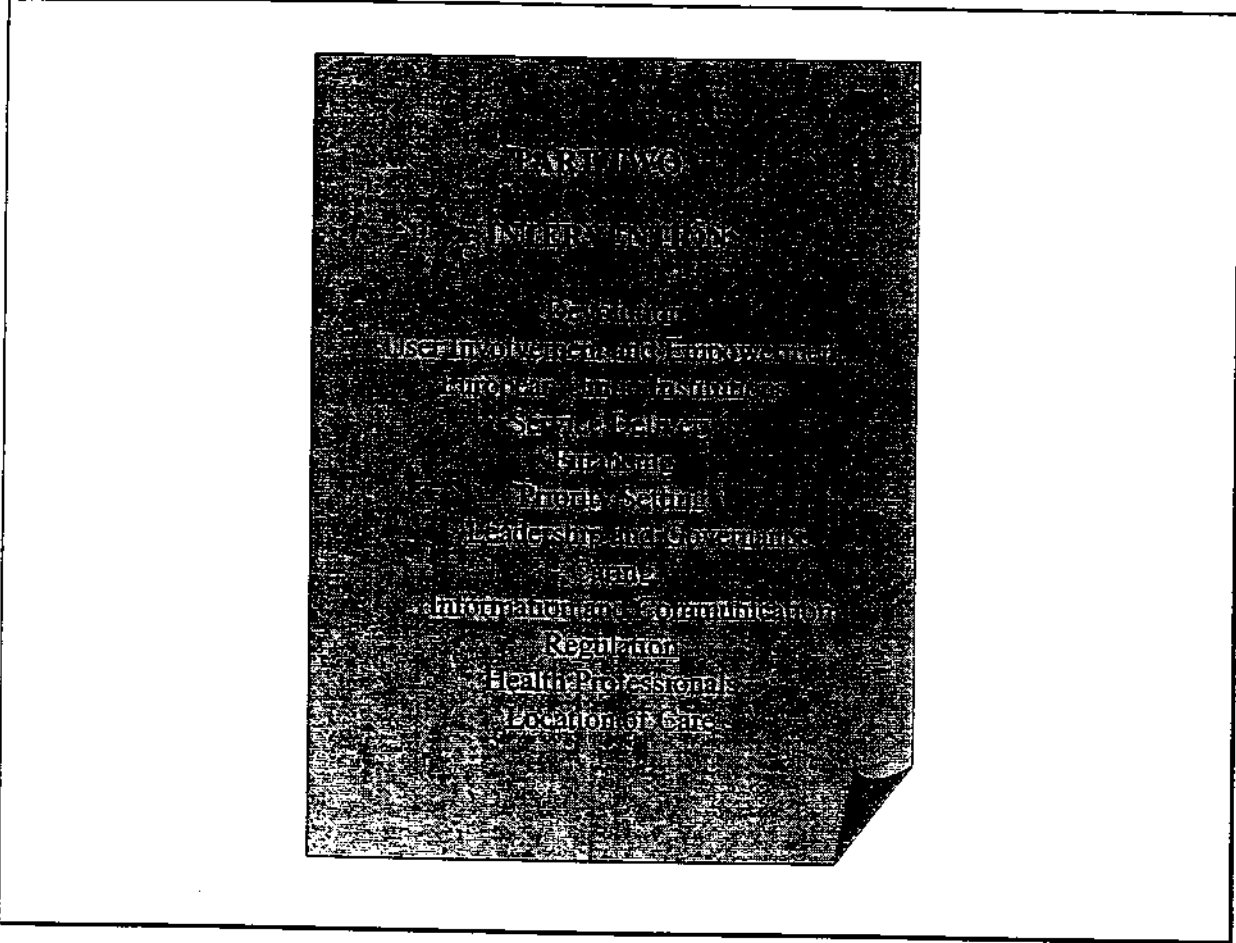 PART TWO
INTERVENTIONS
User Involvement and Empowerment
European Union Institutions
Service Delivery
Financing
Priority Setting
Leadership and Governance
Information and Communication
Regulation
Health Professionals
Location of Care